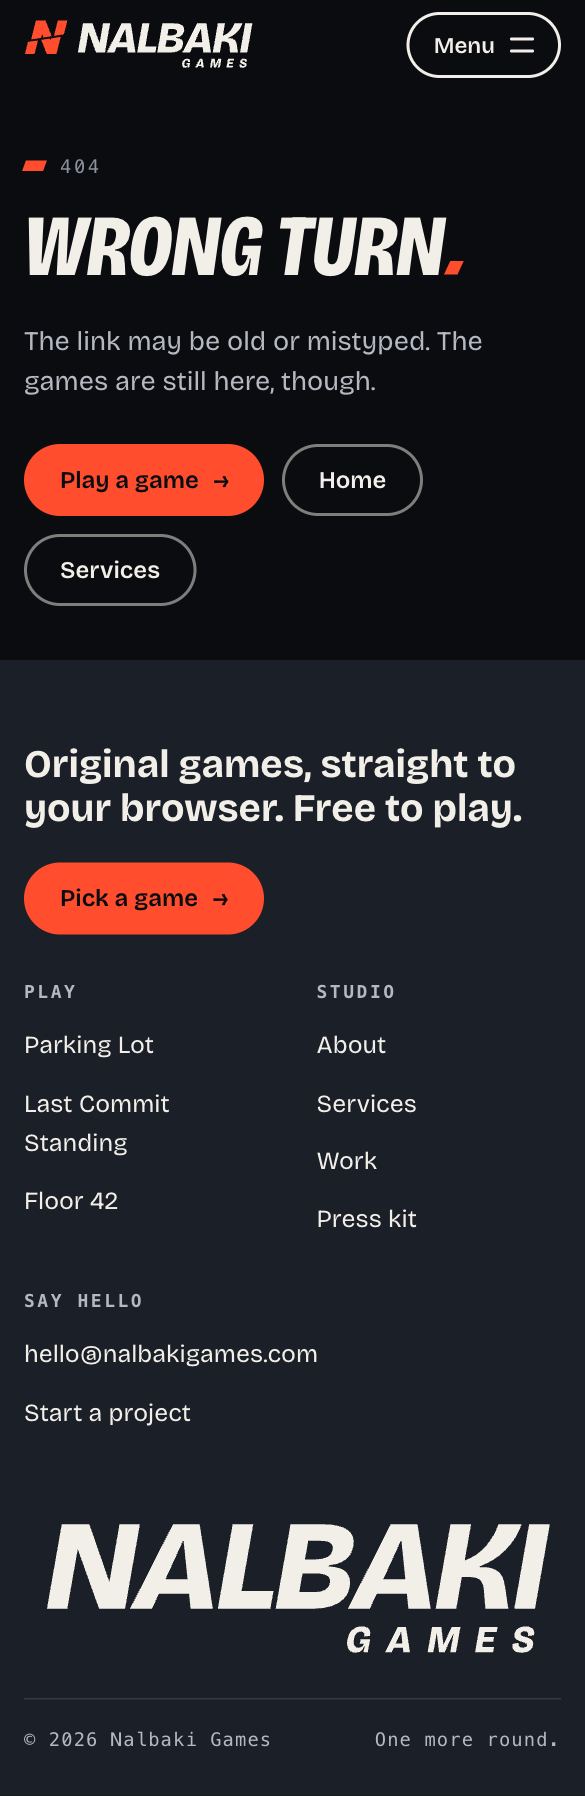 NALBAKI
GAMES
Menu
404
WRONG TURN.
The link may be old or mistyped. The
games are still here, though.
Play a game →
Home
Services
Original games, straight to
your browser. Free to play.
Pick a game →
PLAY
Parking Lot
Last Commit
Standing
Floor 42
STUDIO
About
Services
Work
Press kit
SAY HELLO
hello@nalbakigames.com
Start a project
NALBAKI
GAMES
© 2026 Nalbaki Games
One more round.